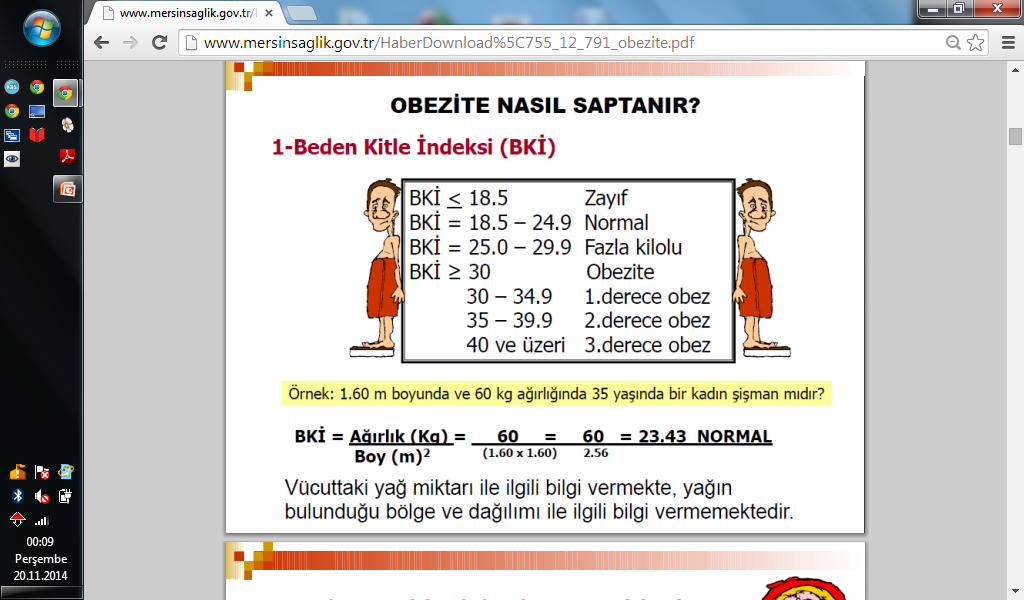 www.mersinsaglik.gov.tr/
www.mersinsaglik.gov.tr/HaberDownload%5C755_12_791_obezite.pdf
OBEZİTE NASIL SAPTANIR?
1-Beden Kitle İndeksi (BKİ)
BKİ < 18.5 Zayıf
BKİ = 18.5 – 24.9 Normal
BKİ = 25.0 – 29.9 Fazla kilolu
BKİ ≥ 30 Obezite
30 – 34.9 1.derece obez
35 – 39.9 2.derece obez
40 ve üzeri 3.derece obez
Örnek: 1.60 m boyunda ve 60 kg ağırlığında 35 yaşında bir kadın şişman mıdır?
BKİ = Ağırlık (Kg) = 60 = 60 = 23.43 NORMAL
Boy (m)² (1.60 x 1.60) 2.56
Vücuttaki yağ miktarı ile ilgili bilgi vermekte, yağın
bulunduğu bölge ve dağılımı ile ilgili bilgi vermemektedir.
00:09
Perşembe
20.11.2014